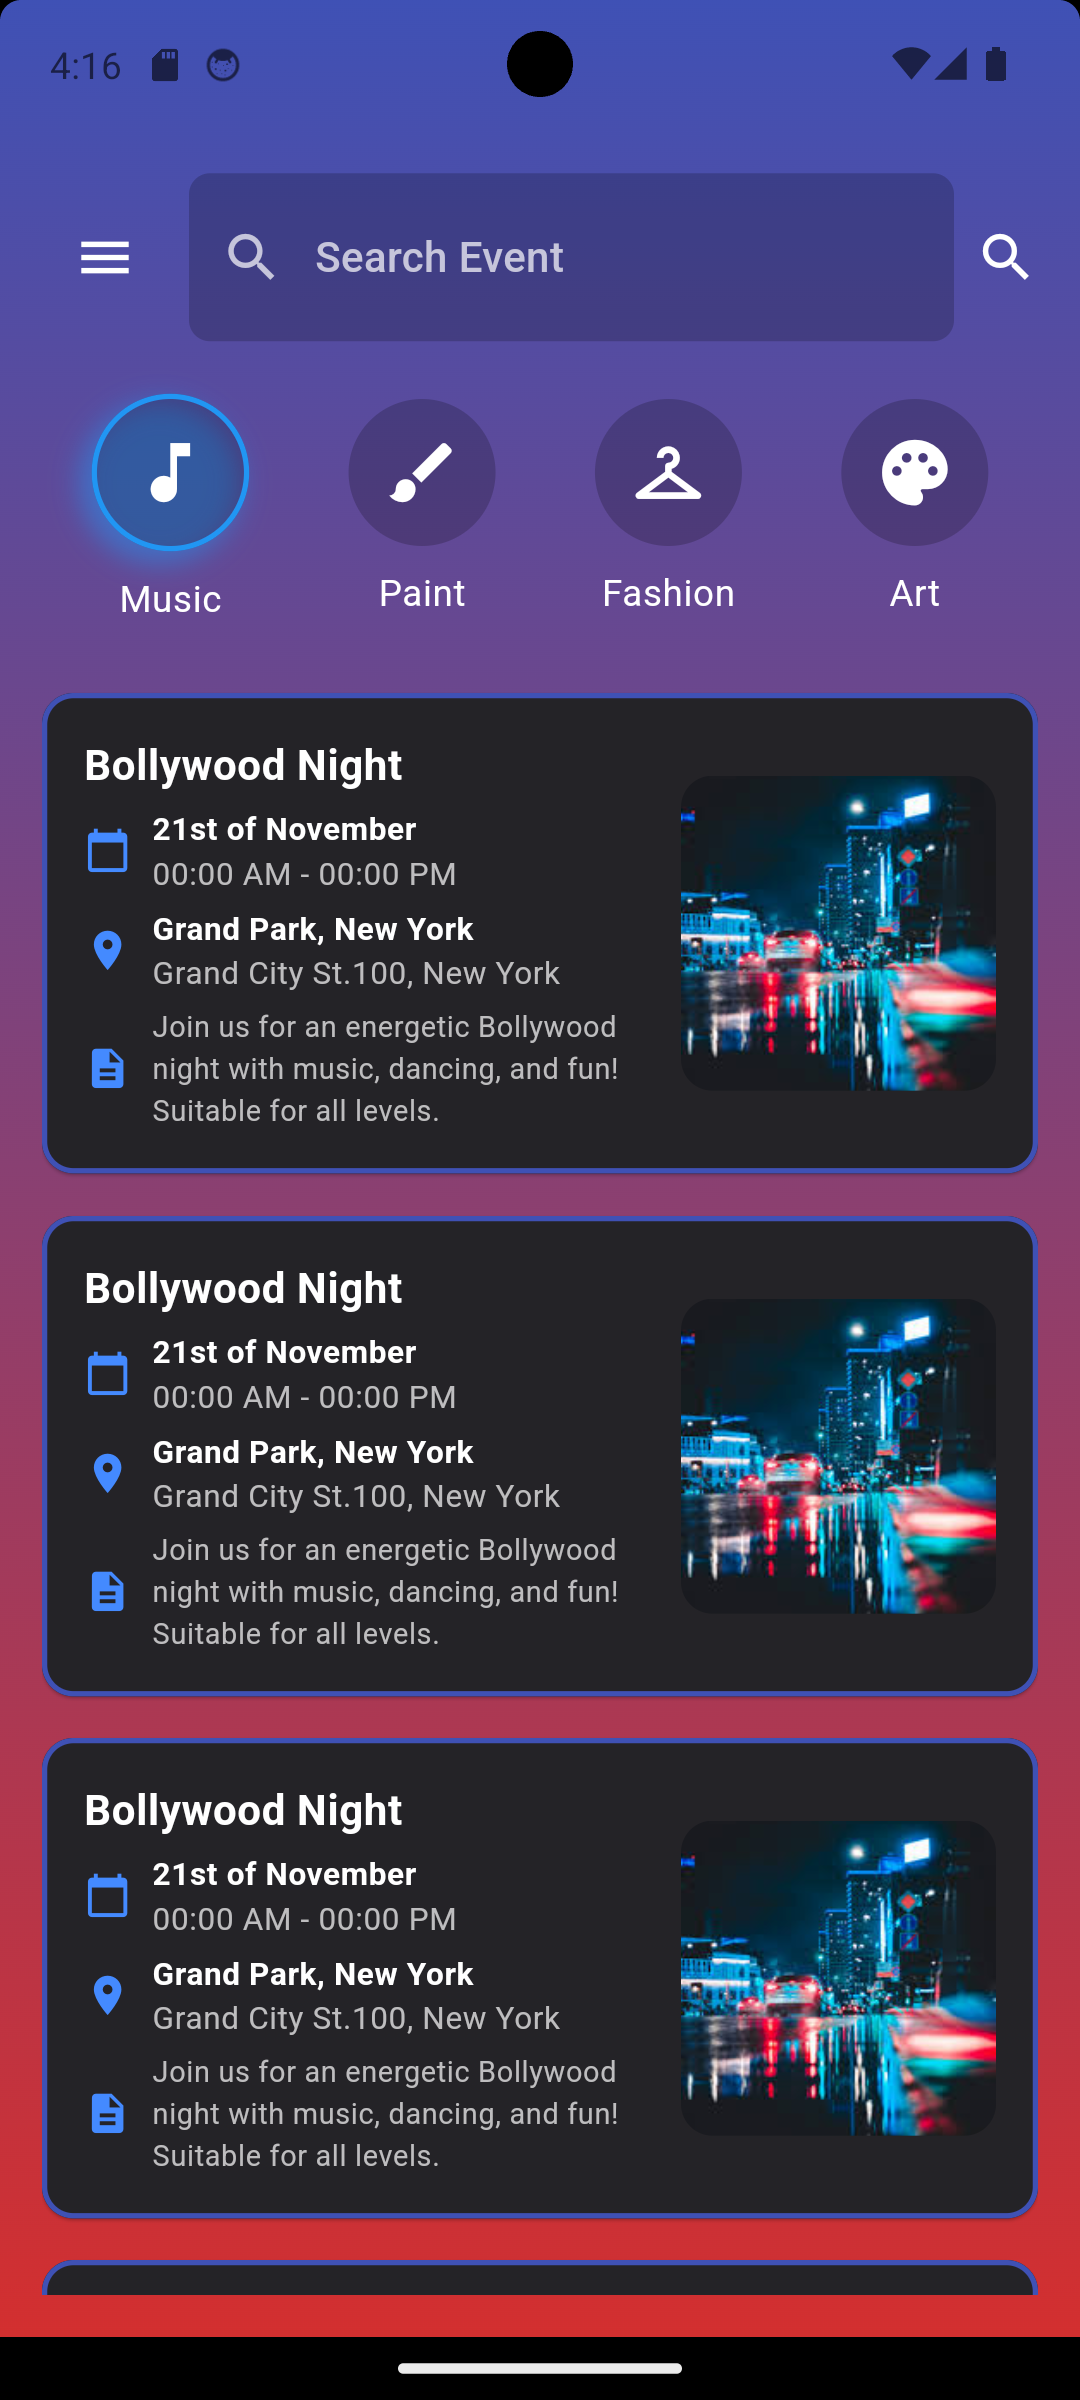 4:16
Search Event
Music
Paint
Fashion
Art
Bollywood Night
21st of November
00:00 AM - 00:00 PM
Grand Park, New York
Grand City St.100, New York
Join us for an energetic Bollywood
night with music, dancing, and fun!
Suitable for all levels.
Bollywood Night
21st of November
00:00 AM - 00:00 PM
Grand Park, New York
Grand City St.100, New York
Join us for an energetic Bollywood
night with music, dancing, and fun!
Suitable for all levels.
Bollywood Night
21st of November
00:00 AM - 00:00 PM
Grand Park, New York
Grand City St.100, New York
Join us for an energetic Bollywood
night with music, dancing, and fun!
Suitable for all levels.